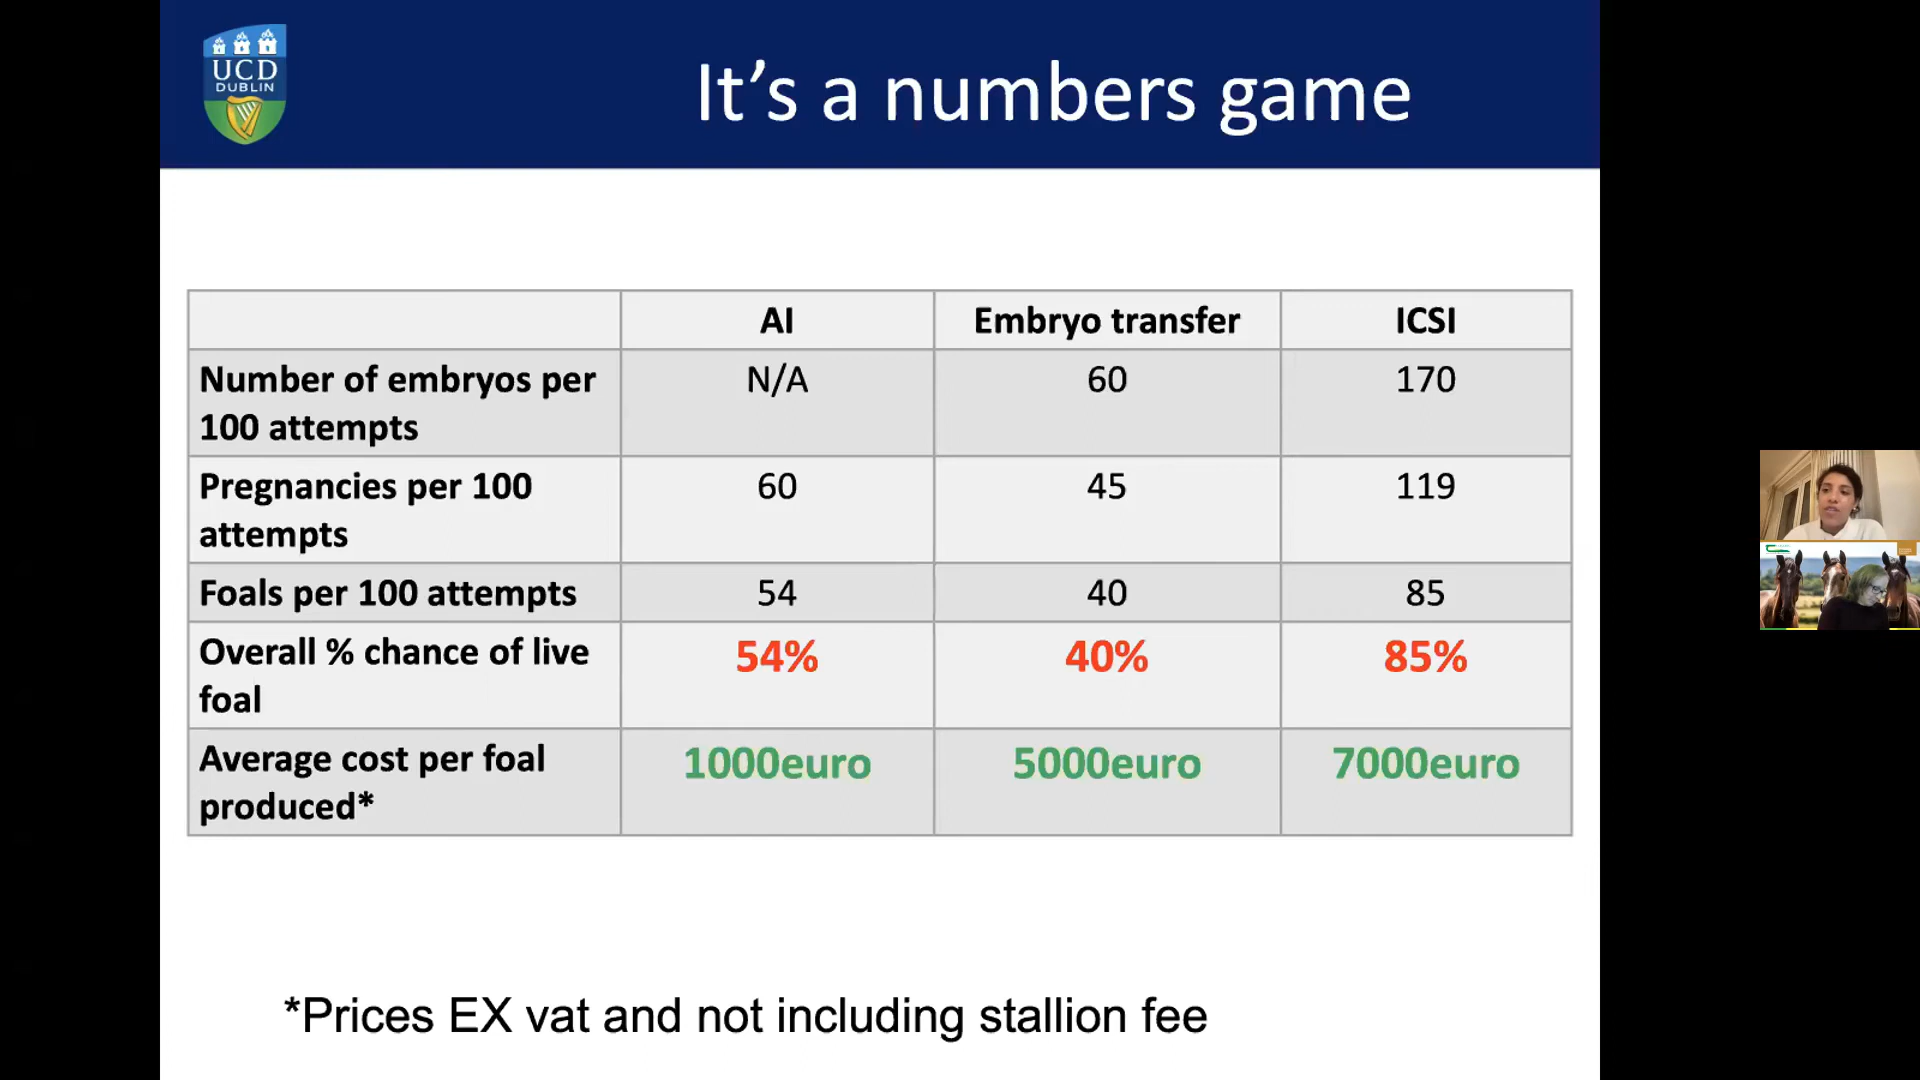 UCD
DUBLIN
It's a numbers game
AI Embryo transfer ICSI
Number of embryos per 100 attempts N/A 60 170
Pregnancies per 100 attempts 60 45 119
Foals per 100 attempts 54 40 85
Overall % chance of live foal 54% 40% 85%
Average cost per foal produced* 1000euro 5000euro 7000euro
*Prices EX vat and not including stallion fee